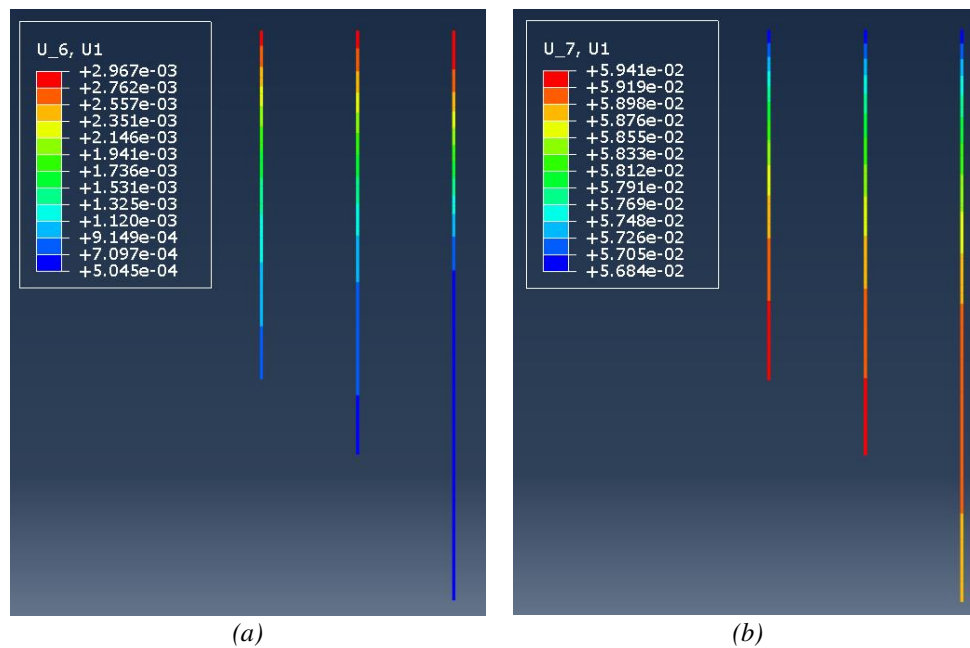 U_6, U1
+2.967e-03
+2.762e-03
+2.557e-03
+2.351e-03
+2.146e-03
+1.941e-03
+1.736e-03
+1.531e-03
+1.325e-03
+1.120e-03
+9.149e-04
+7.097e-04
+5.045e-04
U_7, U1
+5.941e-02
+5.919e-02
+5.898e-02
+5.876e-02
+5.855e-02
+5.833e-02
+5.812e-02
+5.791e-02
+5.769e-02
+5.748e-02
+5.726e-02
+5.705e-02
+5.684e-02
(a)
(b)